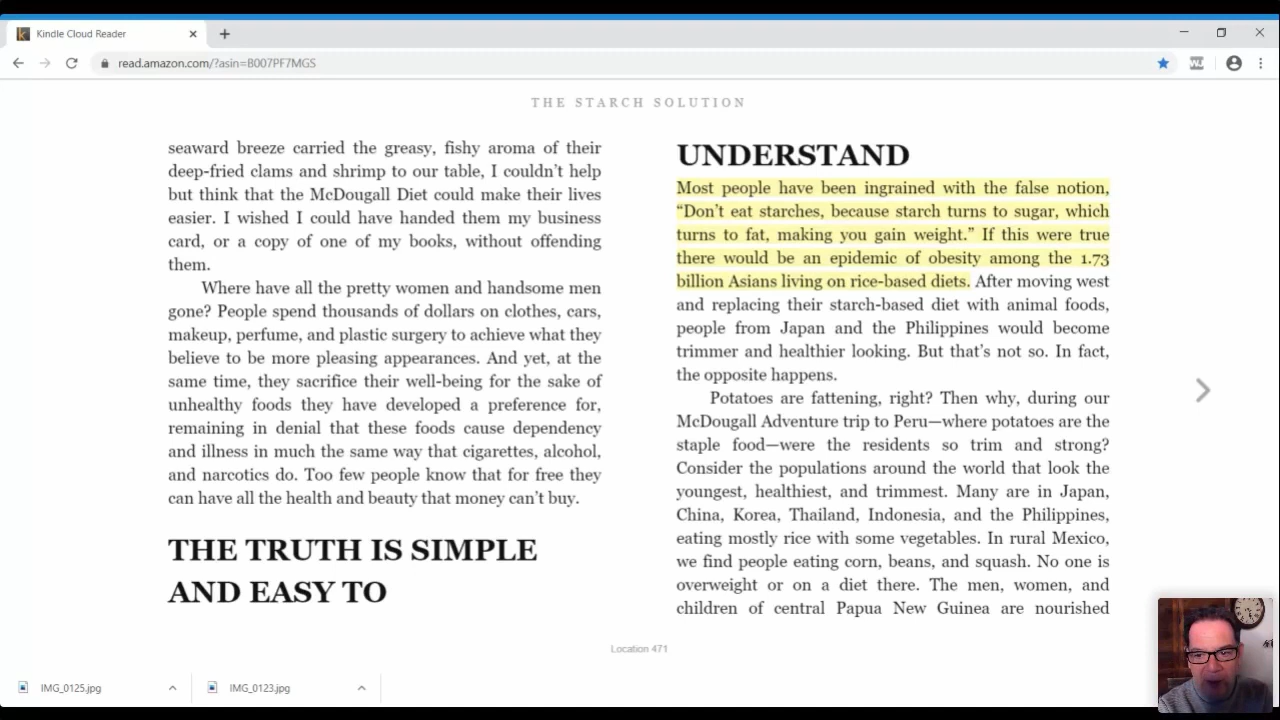 Kindle Cloud Reader
read.amazon.com/?asin=B007PF7MGS
THE STARCH SOLUTION
seaward breeze carried the greasy, fishy aroma of their
deep-fried clams and shrimp to our table, I couldn't help
but think that the McDougall Diet could make their lives
easier. I wished I could have handed them my business
card, or a copy of one of my books, without offending
them.
Where have all the pretty women and handsome men
gone? People spend thousands of dollars on clothes, cars,
makeup, perfume, and plastic surgery to achieve what they
believe to be more pleasing appearances. And yet, at the
same time, they sacrifice their well-being for the sake of
unhealthy foods they have developed a preference for,
remaining in denial that these foods cause dependency
and illness in much the same way that cigarettes, alcohol,
and narcotics do. Too few people know that for free they
can have all the health and beauty that money can't buy.
THE TRUTH IS SIMPLE
AND EASY TO
UNDERSTAND
Most people have been ingrained with the false notion,
“Don't eat starches, because starch turns to sugar, which
turns to fat, making you gain weight.” If this were true
there would be an epidemic of obesity among the 1.73
billion Asians living on rice-based diets. After moving west
and replacing their starch-based diet with animal foods,
people from Japan and the Philippines would become
trimmer and healthier looking. But that's not so. In fact,
the opposite happens.
Potatoes are fattening, right? Then why, during our
McDougall Adventure trip to Peru—where potatoes are the
staple food—were the residents so trim and strong?
Consider the populations around the world that look the
youngest, healthiest, and trimmest. Many are in Japan,
China, Korea, Thailand, Indonesia, and the Philippines,
eating mostly rice with some vegetables. In rural Mexico,
we find people eating corn, beans, and squash. No one is
overweight or on a diet there. The men, women, and
children of central Papua New Guinea are nourished
Location 471
IMG_0125.jpg
IMG_0123.jpg